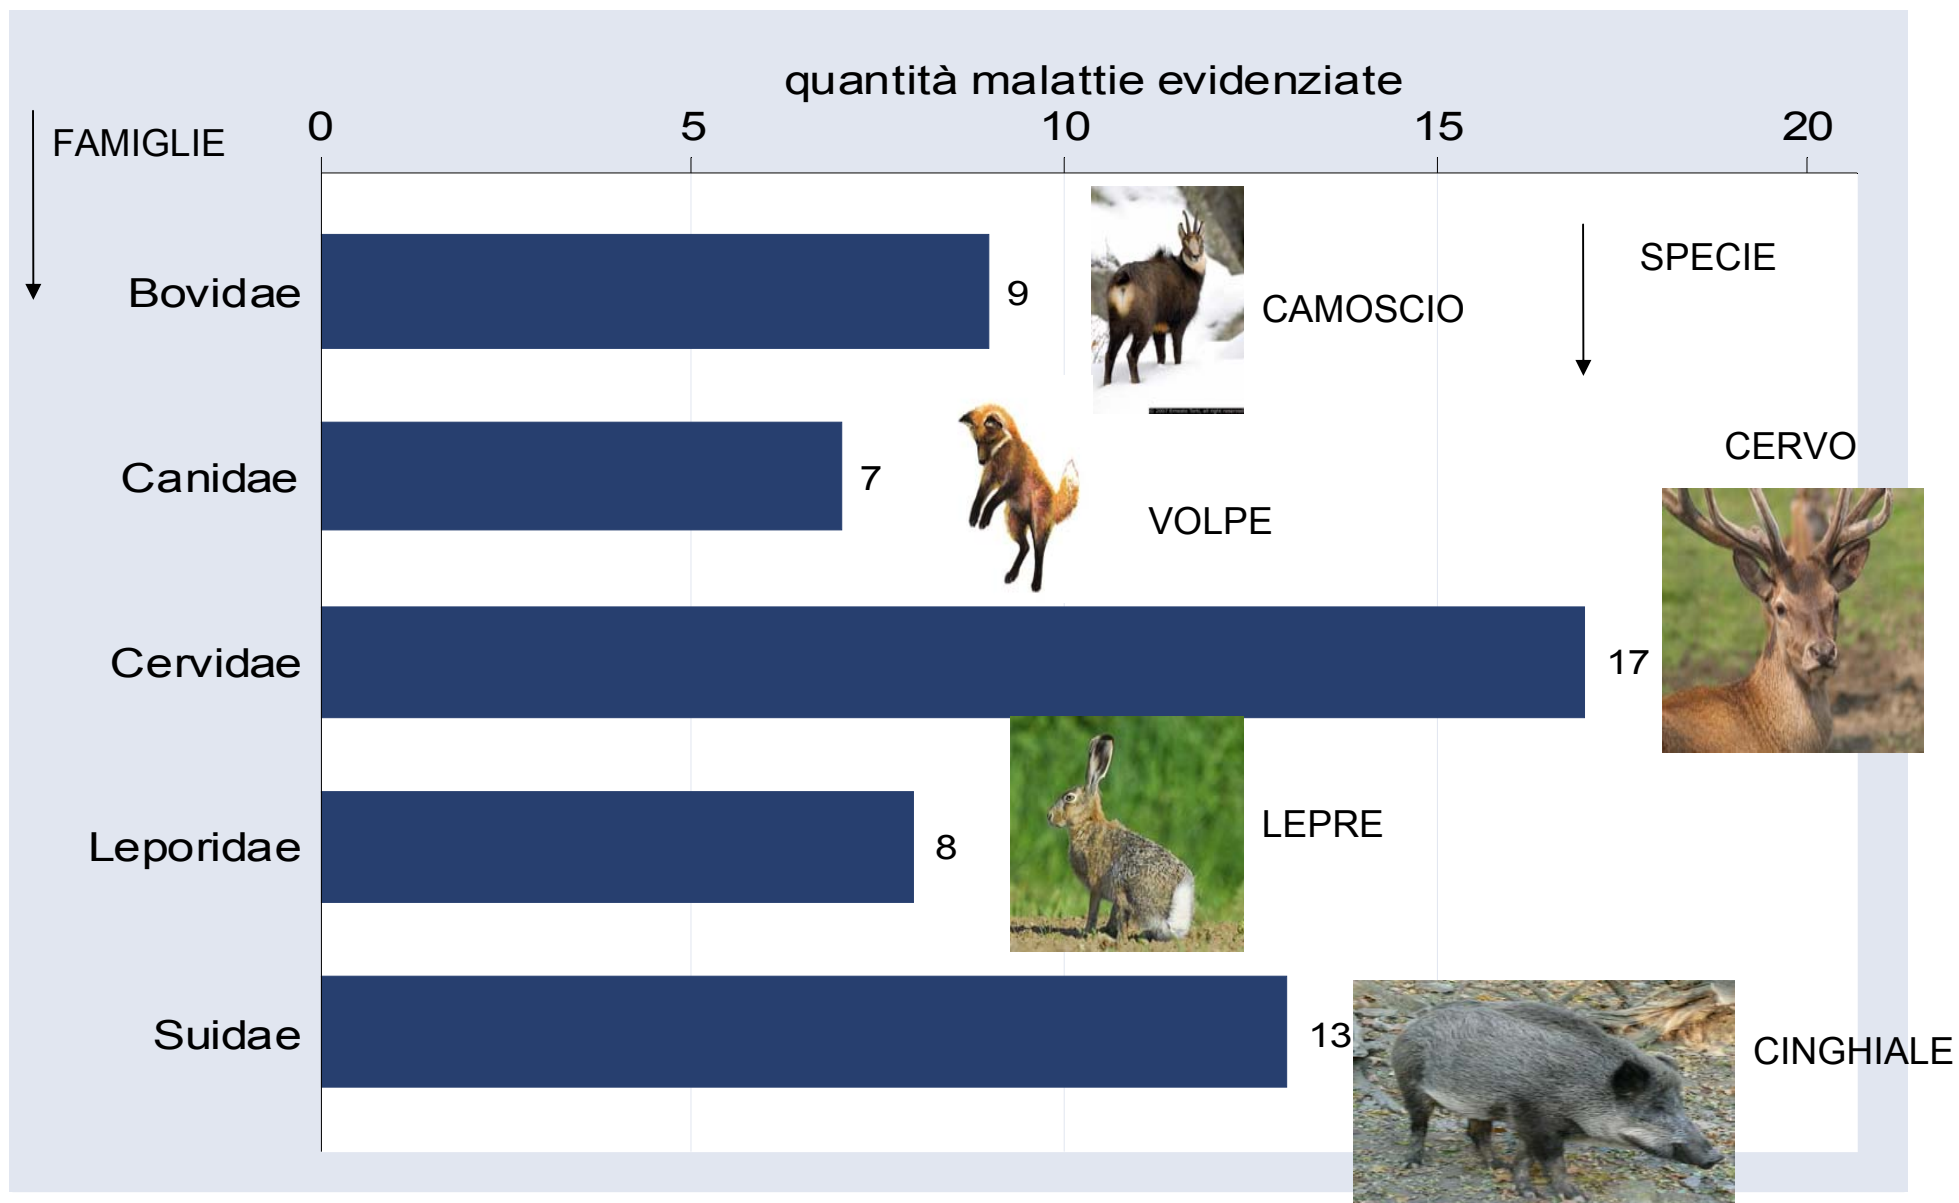 quantità malattie evidenziate
0 5 10 15 20
FAMIGLIE
SPECIE
Bovidae 9 CAMOSCIO
CERVO
Canidae 7 VOLPE
Cervidae 17
Leporidae 8 LEPRE
Suidae 13 CINGHIALE